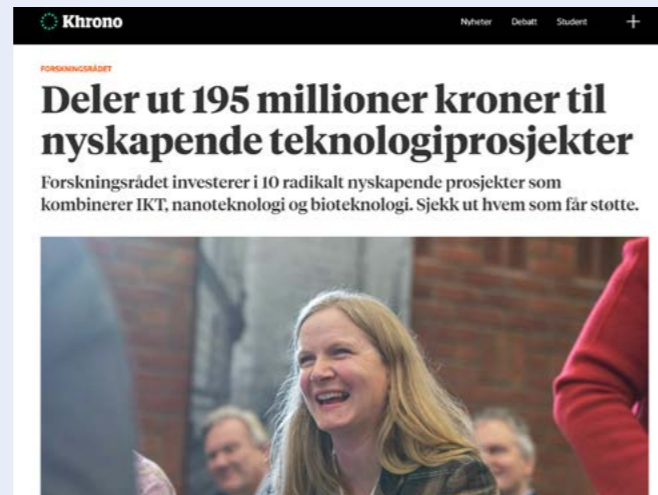 Khrono
Nyheter Debatt Student
FORSKNINGSRÅDET
Deler ut 195 millioner kroner til
nyskapende teknologiprosjekter
Forskningsrådet investerer i 10 radikalt nyskapende prosjekter som
kombinerer IKT, nanoteknologi og bioteknologi. Sjekk ut hvem som får støtte.